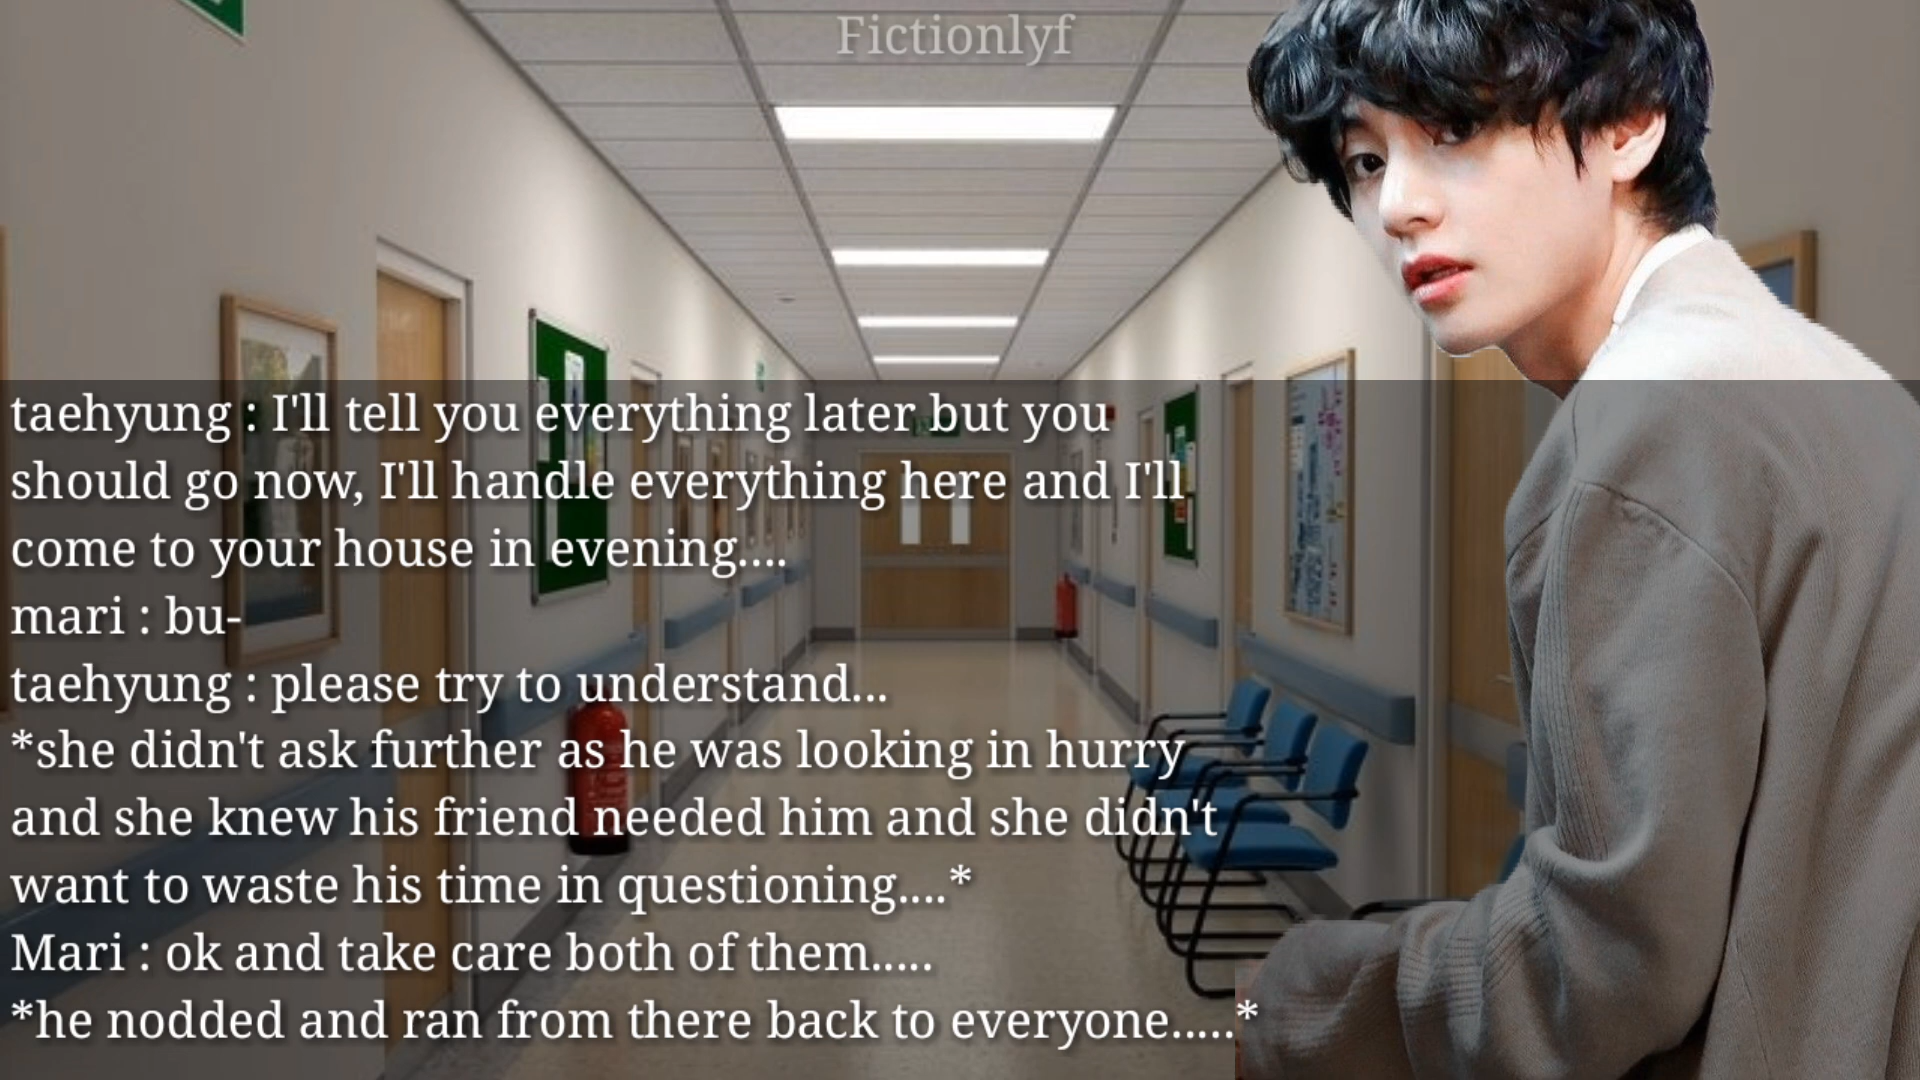 Fictionlyf
taehyung : I'll tell you everything later but you
should go now, I'll handle everything here and I'll
come to your house in evening....
mari : bu-
taehyung : please try to understand...
*she didn't ask further as he was looking in hurry
and she knew his friend needed him and she didn't
want to waste his time in questioning....*
Mari : ok and take care both of them.....
*he nodded and ran from there back to everyone.....*